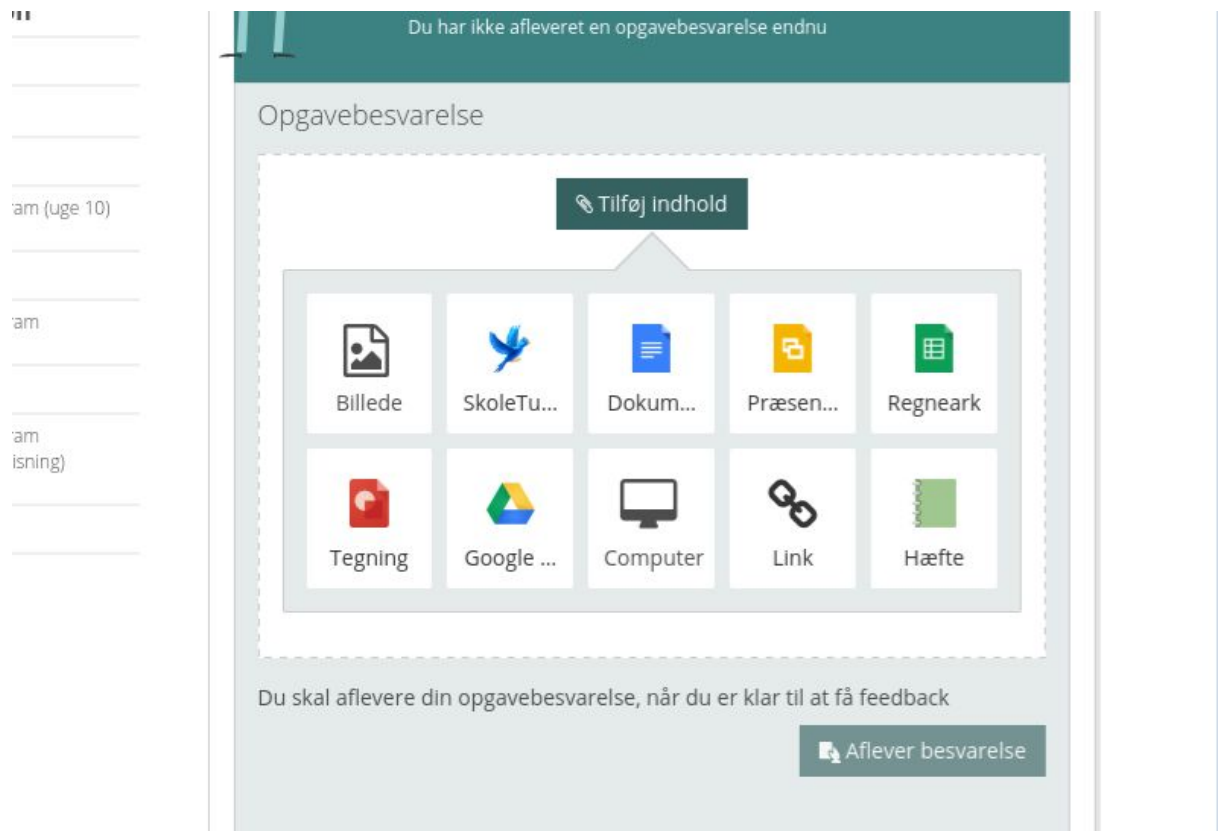 Du har ikke afleveret en opgavebesvarelse endnu
Opgavebesvarelse
Tilføj indhold
Billede
SkoleTu...
Dokum...
Præsen...
Regneark
Tegning
Google ...
Computer
Link
Hæfte
Du skal aflevere din opgavebesvarelse, når du er klar til at få feedback
Aflever besvarelse
am (uge 10)
am
am
isning)